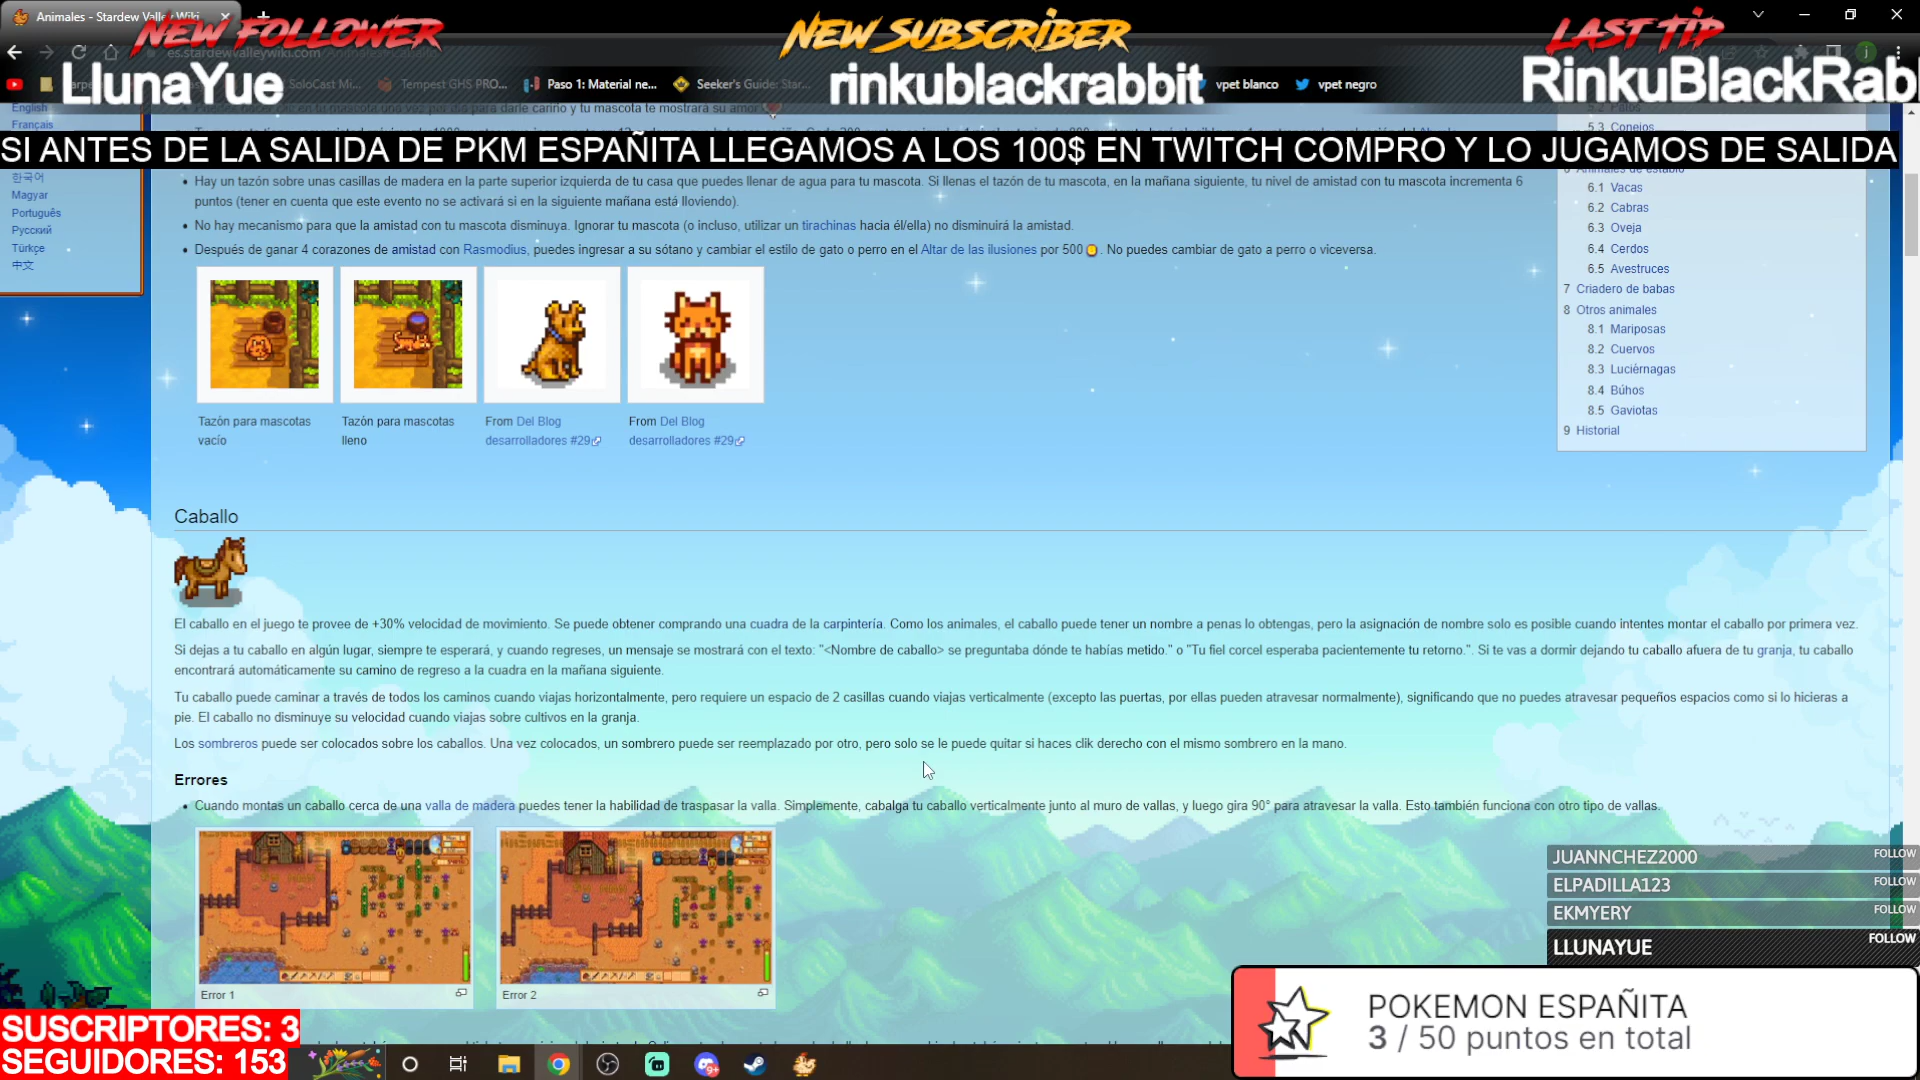 Animales - Stardew Valley Wiki
NEW FOLLOWER
NEW SUBSCRIBER
LAST TIP
es.stardewvalleywiki.com
LlunaYue
rinkublackrabbit
RinkuBlackRab
SoloCast Mi...
Tempest GHS PRO...
Paso 1: Material ne...
Seeker's Guide: Star...
vpet blanco
vpet negro
English
Français
한국어
Magyar
Português
Русский
Türkçe
中文
SI ANTES DE LA SALIDA DE PKM ESPAÑITA LLEGAMOS A LOS 100$ EN TWITCH COMPRO Y LO JUGAMOS DE SALIDA
Hay un tazón sobre unas casillas de madera en la parte superior izquierda de tu casa que puedes llenar de agua para tu mascota. Si llenas el tazón de tu mascota, en la mañana siguiente, tu nivel de amistad con tu mascota incrementa 6
puntos (tener en cuenta que este evento no se activará si en la siguiente mañana está lloviendo).
No hay mecanismo para que la amistad con tu mascota disminuya. Ignorar tu mascota (o incluso, utilizar un tirachinas hacia él/ella) no disminuirá la amistad.
Después de ganar 4 corazones de amistad con Rasmodius, puedes ingresar a su sótano y cambiar el estilo de gato o perro en el Altar de las ilusiones por 500. No puedes cambiar de gato a perro o viceversa.
Tazón para mascotas
vacío
Tazón para mascotas
lleno
From Del Blog
desarrolladores #29
From Del Blog
desarrolladores #29
5.3 Conejos
6 Animales de establo
6.1 Vacas
6.2 Cabras
6.3 Oveja
6.4 Cerdos
6.5 Avestruces
7 Criadero de babas
8 Otros animales
8.1 Mariposas
8.2 Cuervos
8.3 Luciérnagas
8.4 Búhos
8.5 Gaviotas
9 Historial
Caballo
El caballo en el juego te provee de +30% velocidad de movimiento. Se puede obtener comprando una cuadra de la carpintería. Como los animales, el caballo puede tener un nombre a penas lo obtengas, pero la asignación de nombre solo es posible cuando intentes montar el caballo por primera vez.
Si dejas a tu caballo en algún lugar, siempre te esperará, y cuando regreses, un mensaje se mostrará con el texto: "<Nombre de caballo> se preguntaba dónde te habías metido." o "Tu fiel corcel esperaba pacientemente tu retorno.". Si te vas a dormir dejando tu caballo afuera de tu granja, tu caballo
encontrará automáticamente su camino de regreso a la cuadra en la mañana siguiente.
Tu caballo puede caminar a través de todos los caminos cuando viajas horizontalmente, pero requiere un espacio de 2 casillas cuando viajas verticalmente (excepto las puertas, por ellas pueden atravesar normalmente), significando que no puedes atravesar pequeños espacios como si lo hicieras a
pie. El caballo no disminuye su velocidad cuando viajas sobre cultivos en la granja.
Los sombreros puede ser colocados sobre los caballos. Una vez colocados, un sombrero puede ser reemplazado por otro, pero solo se le puede quitar si haces clik derecho con el mismo sombrero en la mano.
Errores
Cuando montas un caballo cerca de una valla de madera puedes tener la habilidad de traspasar la valla. Simplemente, cabalga tu caballo verticalmente junto al muro de vallas, y luego gira 90° para atravesar la valla. Esto también funciona con otro tipo de vallas.
Error 1
Error 2
JUANNCHEZ2000 FOLLOW
ELPADILLA123 FOLLOW
EKMYERY FOLLOW
LLUNAYUE FOLLOW
POKEMON ESPAÑITA
3 / 50 puntos en total
SUSCRIPTORES: 3
SEGUIDORES: 153